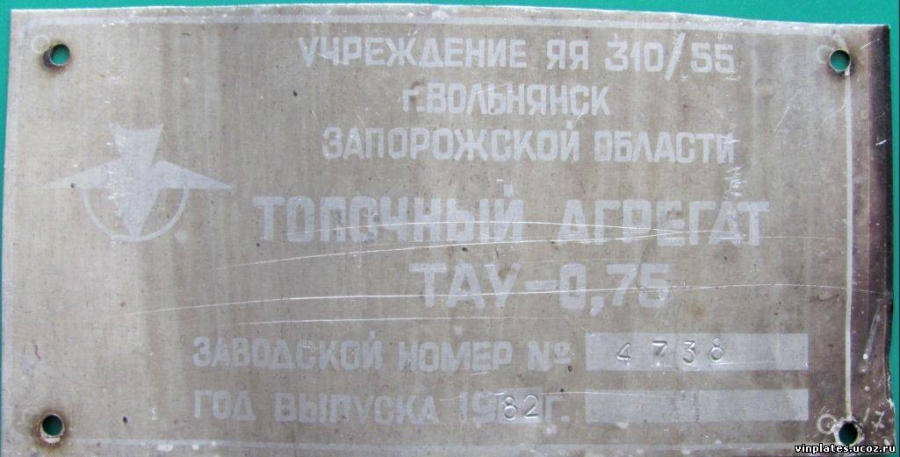 УЧРЕЖДЕНИЕ ЯЯ 310/55
г.ВОЛЬНЯНСК
ЗАПОРОЖСКОЙ ОБЛАСТИ
ТОПОЧНЫЙ АГРЕГАТ
ТАУ-0,75
ЗАВОДСКОЙ НОМЕР № 4738
ГОД ВЫПУСКА 1982г.
vinplates.ucoz.ru